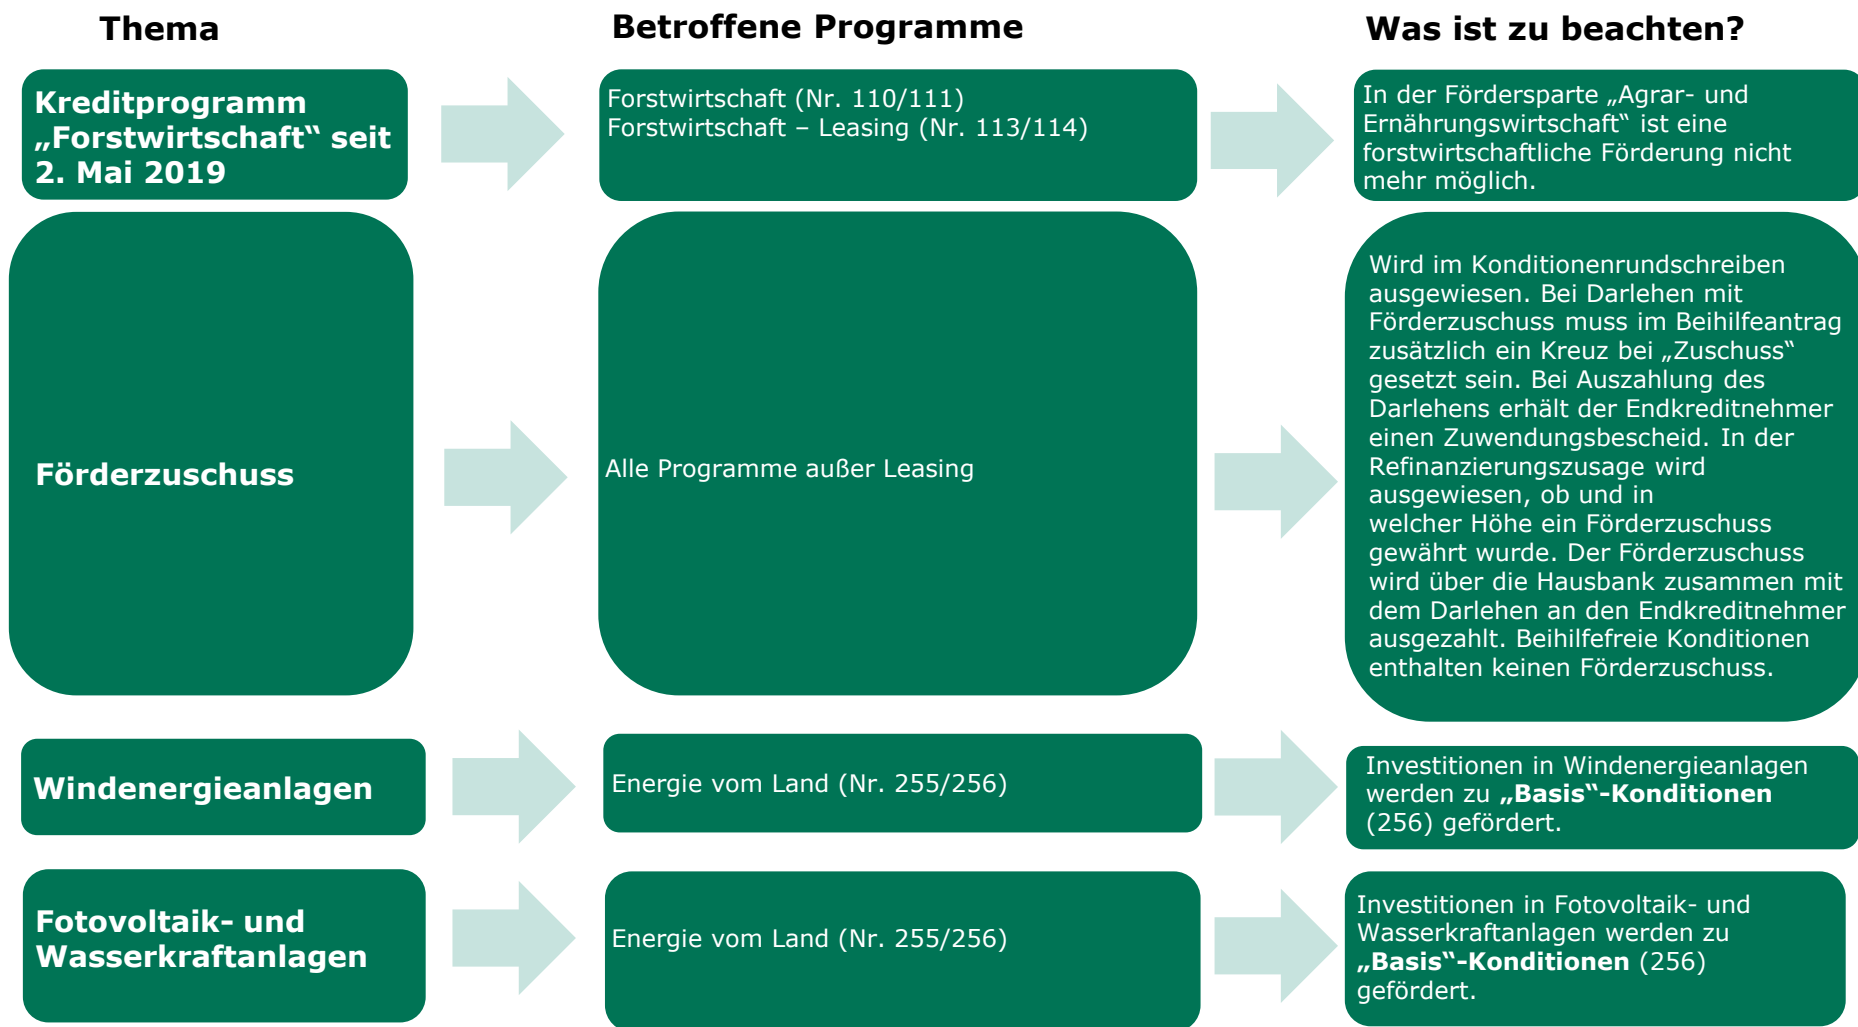 Thema
Betroffene Programme
Was ist zu beachten?
Kreditprogramm
„Forstwirtschaft“ seit
2. Mai 2019
Forstwirtschaft (Nr. 110/111)
Forstwirtschaft – Leasing (Nr. 113/114)
In der Fördersparte „Agrar- und
Ernährungswirtschaft“ ist eine
forstwirtschaftliche Förderung nicht
mehr möglich.
Förderzuschuss
Alle Programme außer Leasing
Wird im Konditionenrundschreiben
ausgewiesen. Bei Darlehen mit
Förderzuschuss muss im Beihilfeantrag
zusätzlich ein Kreuz bei „Zuschuss“
gesetzt sein. Bei Auszahlung des
Darlehens erhält der Endkreditnehmer
einen Zuwendungsbescheid. In der
Refinanzierungszusage wird
ausgewiesen, ob und in
welcher Höhe ein Förderzuschuss
gewährt wurde. Der Förderzuschuss
wird über die Hausbank zusammen mit
dem Darlehen an den Endkreditnehmer
ausgezahlt. Beihilfefreie Konditionen
enthalten keinen Förderzuschuss.
Windenergieanlagen
Energie vom Land (Nr. 255/256)
Investitionen in Windenergieanlagen
werden zu „Basis“-Konditionen
(256) gefördert.
Fotovoltaik- und
Wasserkraftanlagen
Energie vom Land (Nr. 255/256)
Investitionen in Fotovoltaik- und
Wasserkraftanlagen werden zu
„Basis“-Konditionen (256)
gefördert.